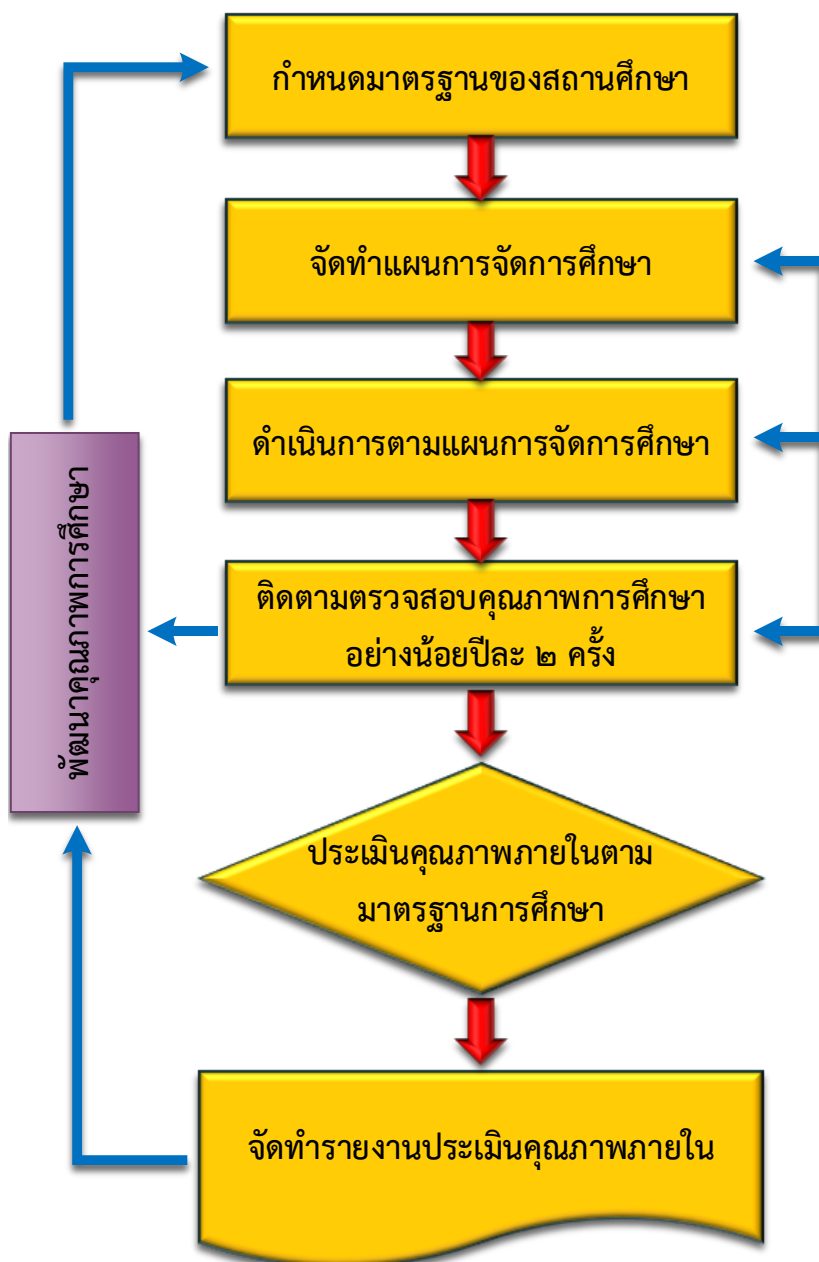 กำหนดมาตรฐานของสถานศึกษา
จัดทำแผนการจัดการศึกษา
ดำเนินการตามแผนการจัดการศึกษา
ติดตามตรวจสอบคุณภาพการศึกษา
อย่างน้อยปีละ ๒ ครั้ง
พัฒนาคุณภาพการศึกษา
ประเมินคุณภาพภายในตาม
มาตรฐานการศึกษา
จัดทำรายงานประเมินคุณภาพภายใน